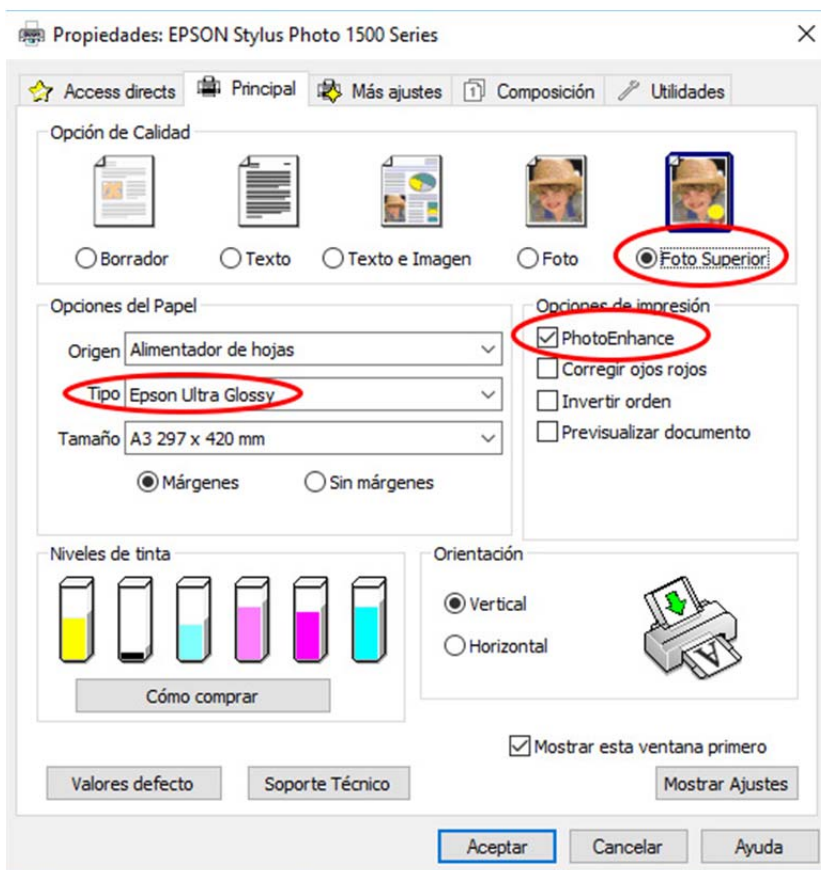 Propiedades: EPSON Stylus Photo 1500 Series
Access directs Principal Más ajustes 1 Composición Utilidades
Opción de Calidad
Borrador Texto Texto e Imagen Foto Foto Superior
Opciones del Papel
Origen Alimentador de hojas
Tipo Epson Ultra Glossy
Tamaño A3 297 x 420 mm
Márgenes Sin márgenes
Opciones de impresión
PhotoEnhance
Corregir ojos rojos
Invertir orden
Previsualizar documento
Niveles de tinta
Cómo comprar
Orientación
Vertical
Horizontal
A
Mostrar esta ventana primero
Valores defecto Soporte Técnico Mostrar Ajustes
Aceptar Cancelar Ayuda